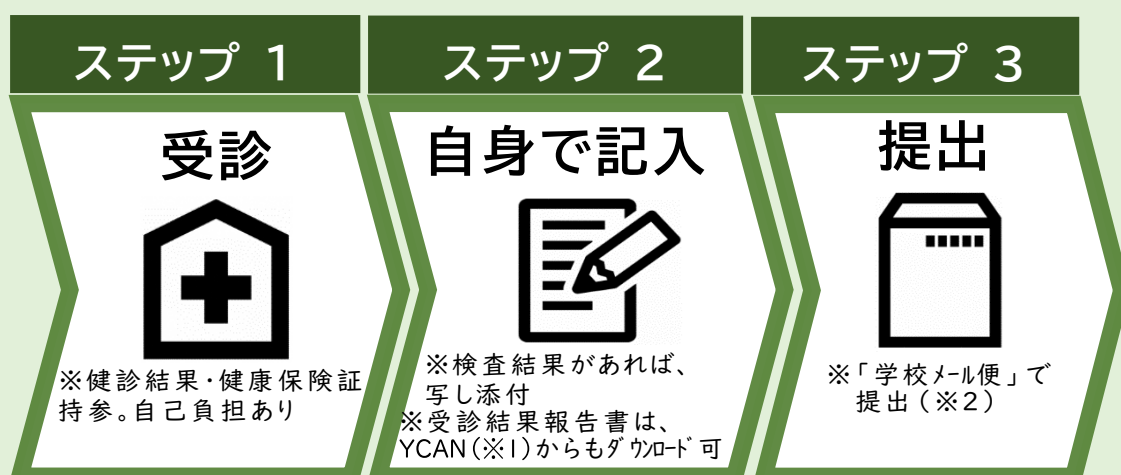 ステップ 1
受診
※健診結果・健康保険証
持参。自己負担あり
ステップ 2
自身で記入
※検査結果があれば、
写し添付
※受診結果報告書は、
YCAN(※1)からもダウンロード可
ステップ 3
提出
※「学校メール便」で
提出(※2)